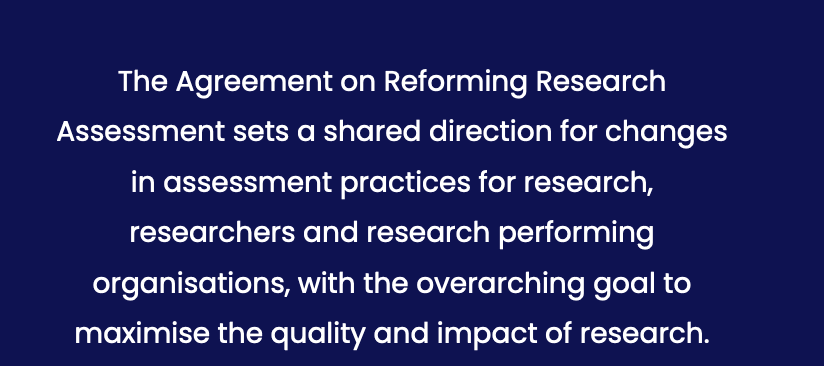 The Agreement on Reforming Research
Assessment sets a shared direction for changes
in assessment practices for research,
researchers and research performing
organisations, with the overarching goal to
maximise the quality and impact of research.